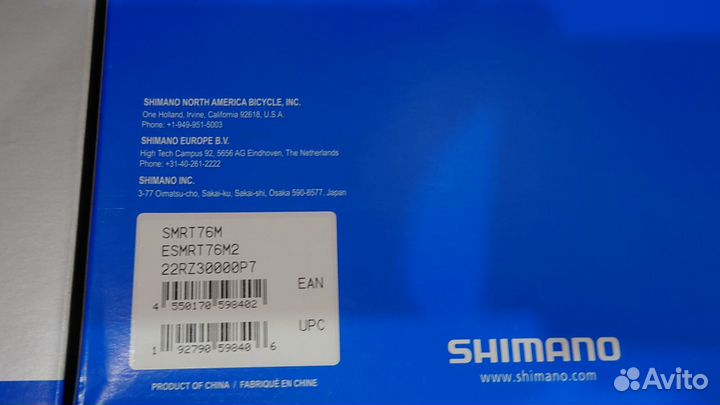 SHIMANO NORTH AMERICA BICYCLE, INC.
One Holland, Irvine, California 92618, U.S.A.
Phone: +1-949-951-5003
SHIMANO EUROPE B.V.
High Tech Campus 92, 5656 AG Eindhoven, The Netherlands
Phone: +31-40-261-2222
SHIMANO INC.
3-77 Oimatsu-cho, Sakai-ku, Sakai-shi, Osaka 590-8577, Japan
SMRT76M
ESMRT76M2
22RZ30000P7
EAN
4 550170 598402
UPC
1 92790 59840 6
PRODUCT OF CHINA / FABRIQUÉ EN CHINE
SHIMANO
www.shimano.com
Avito